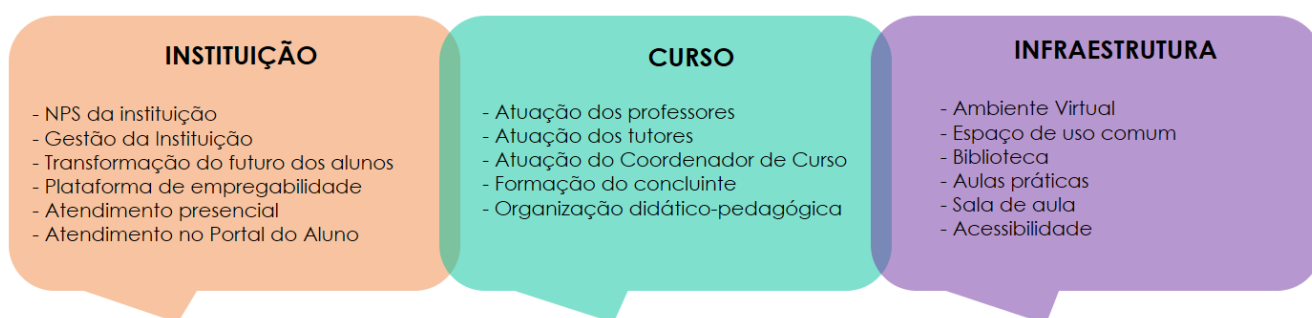 INSTITUIÇÃO
- NPS da instituição
- Gestão da Instituição
- Transformação do futuro dos alunos
- Plataforma de empregabilidade
- Atendimento presencial
- Atendimento no Portal do Aluno
CURSO
- Atuação dos professores
- Atuação dos tutores
- Atuação do Coordenador de Curso
- Formação do concluinte
- Organização didático-pedagógica
INFRAESTRUTURA
- Ambiente Virtual
- Espaço de uso comum
- Biblioteca
- Aulas práticas
- Sala de aula
- Acessibilidade